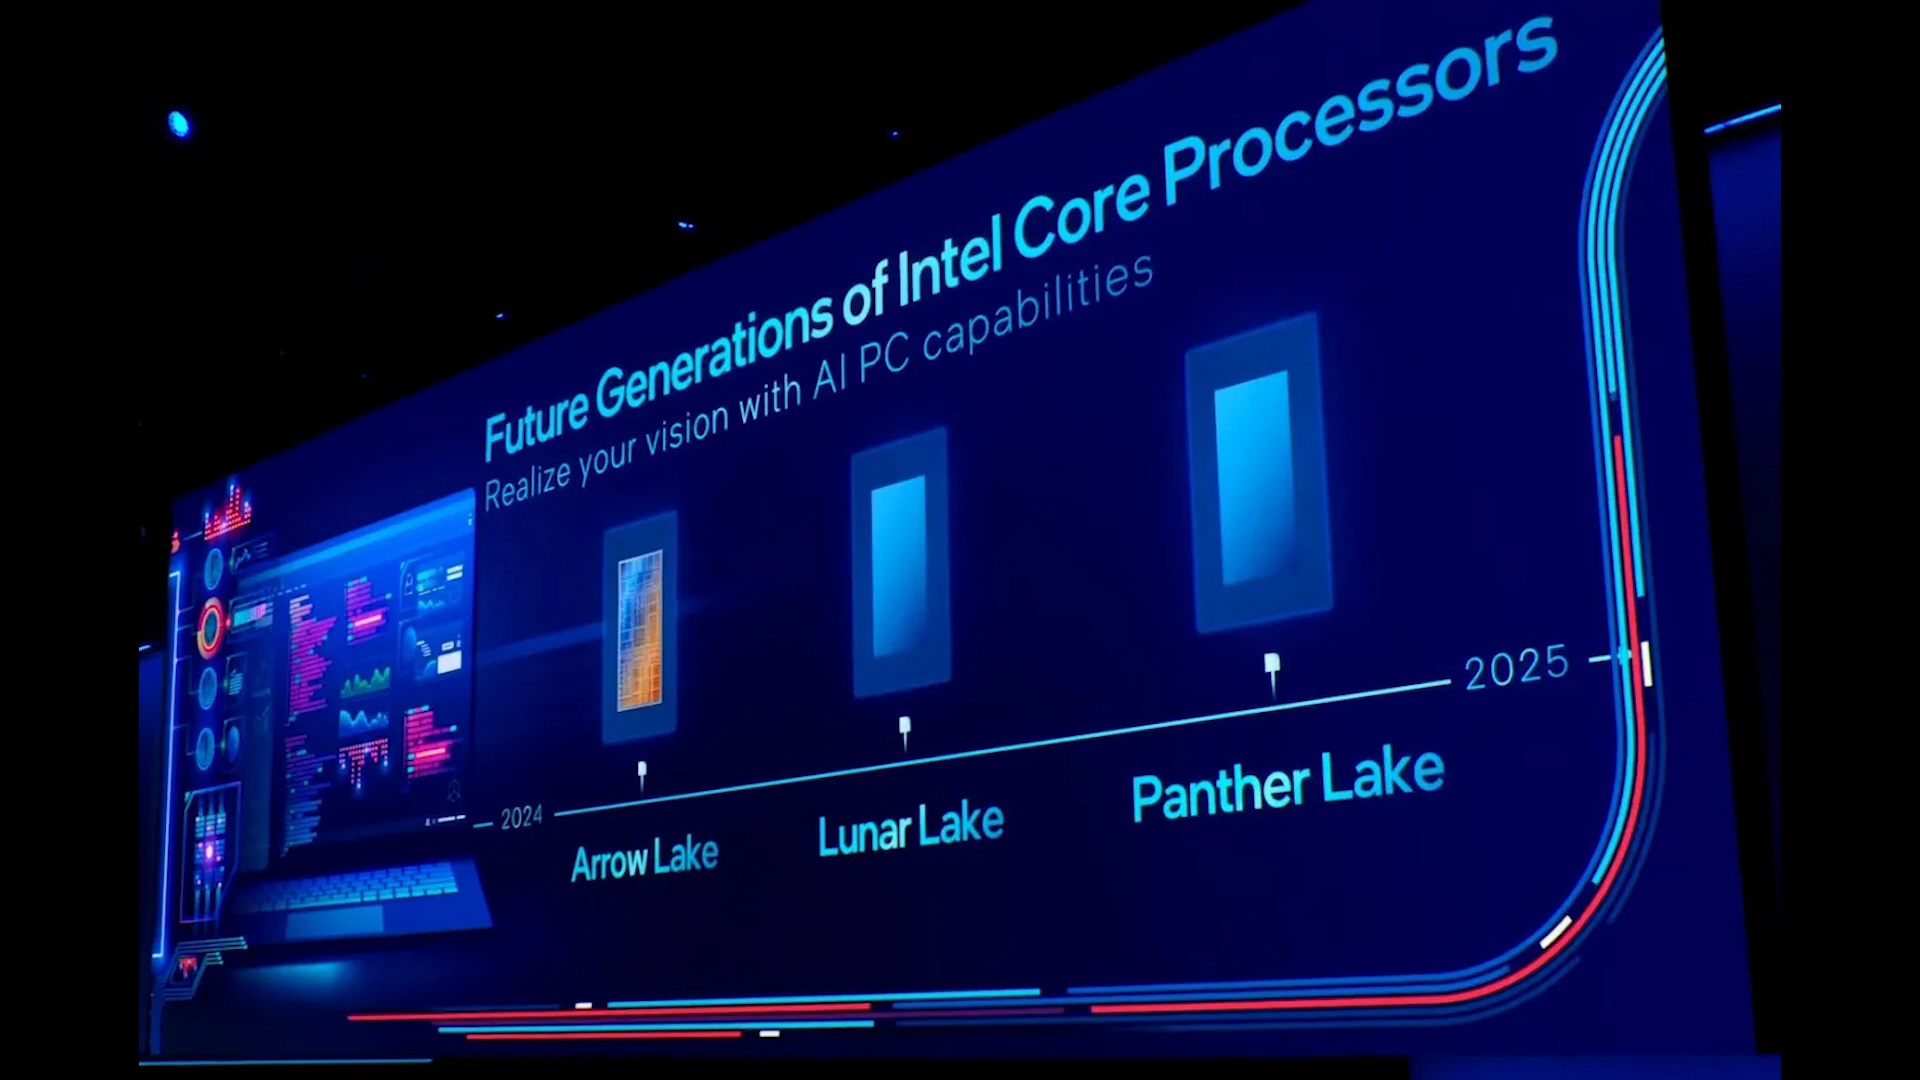 Future Generations of Intel Core Processors
Realize your vision with AI PC capabilities
2024
2025
Arrow Lake
Lunar Lake
Panther Lake